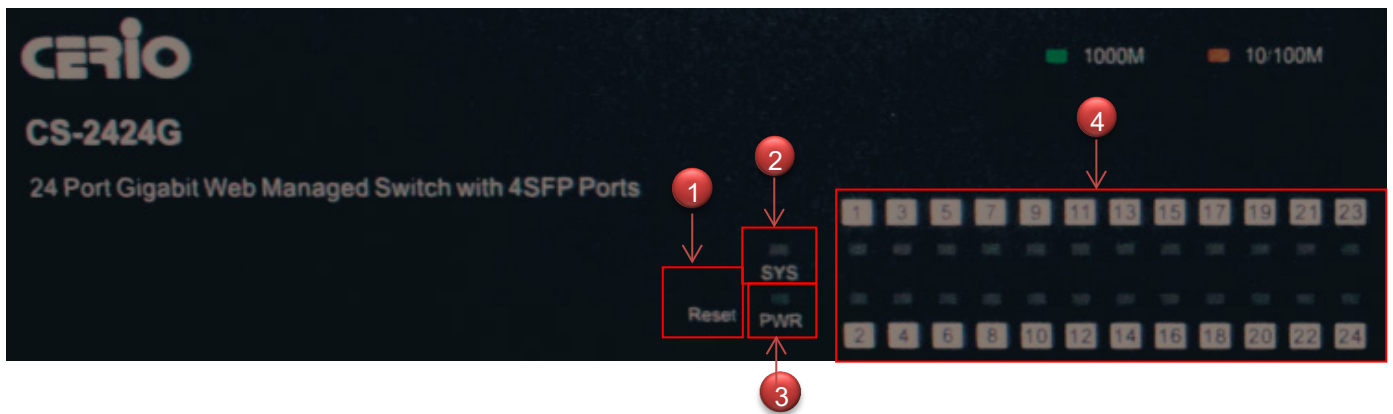 CERIO
1000M 10/100M
CS-2424G
4
2
24 Port Gigabit Web Managed Switch with 4SFP Ports
1
1 3 5 7 9 11 13 15 17 19 21 23
SYS
Reset
PWR
2 4 6 8 10 12 14 16 18 20 22 24
3